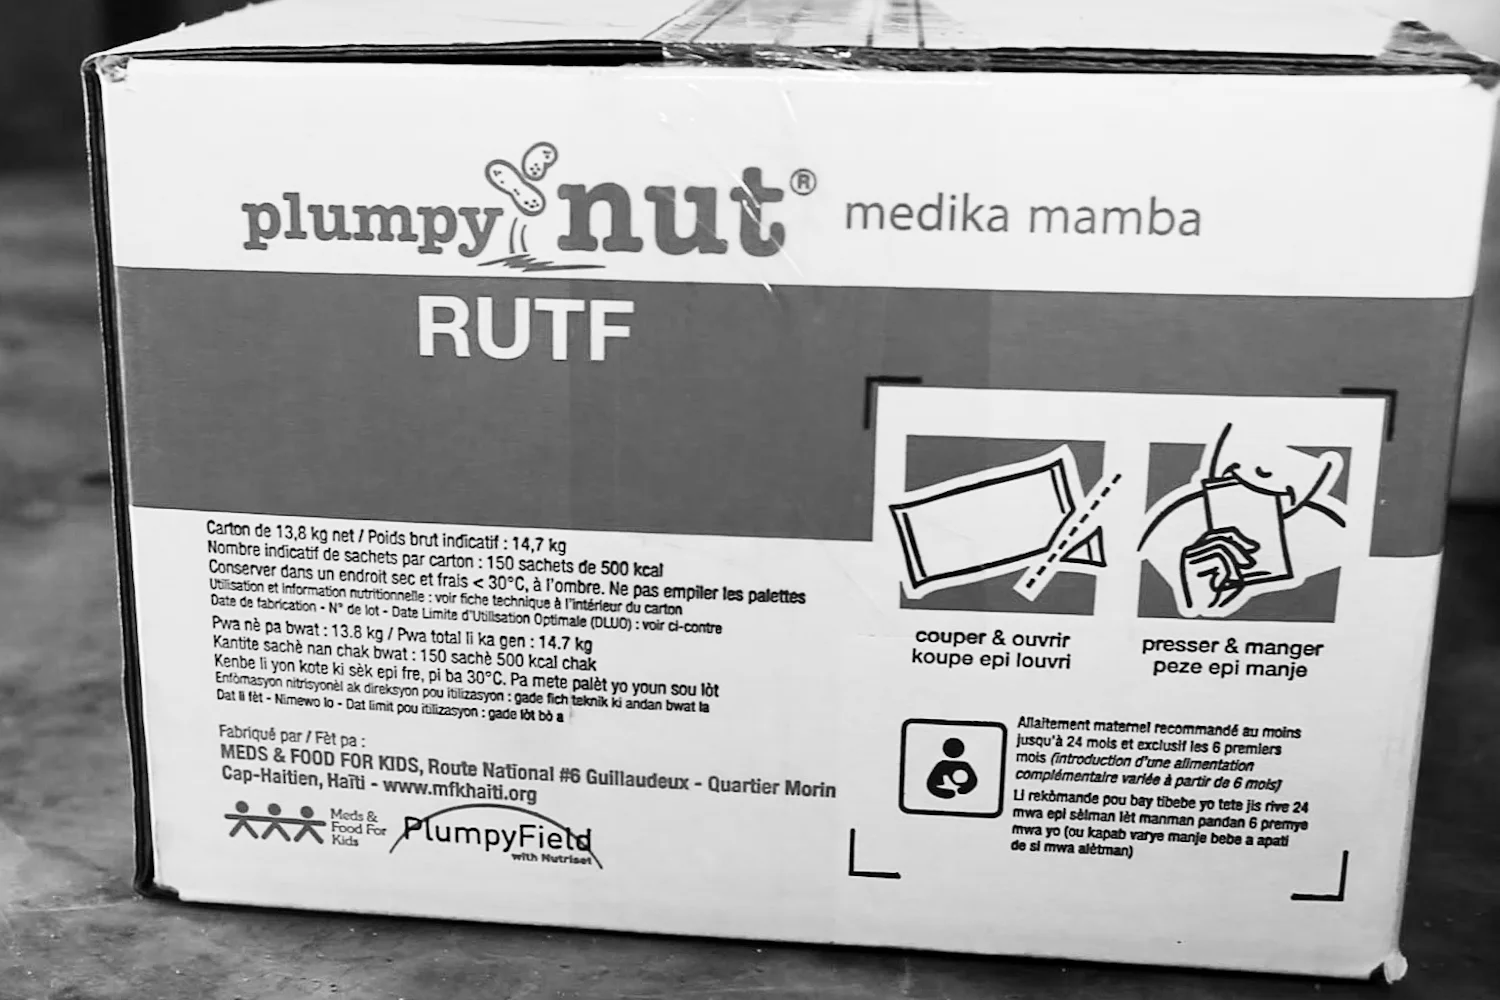 plumpy nut® medika mamba
RUTF
Carton de 13,8 kg net / Poids brut indicatif : 14,7 kg
Nombre indicatif de sachets par carton : 150 sachets de 500 kcal
Conserver dans un endroit sec et frais < 30°C, à l'ombre. Ne pas empiler les palettes
Utilisation et information nutritionnelle : voir fiche technique à l'intérieur du carton
Date de fabrication - N° de lot - Date Limite d'Utilisation Optimale (DLUO) : voir ci-contre
Pwa nè pa bwat : 13.8 kg / Pwa total li ka gen : 14.7 kg
Kantite sachè nan chak bwat : 150 sachè 500 kcal chak
Kenbe li yon kote ki sèk epi fre, pi ba 30°C. Pa mete palèt yo youn sou lòt
Enfòmasyon nitrisyonèl ak direksyon pou itilizasyon : gade fich teknik ki andan bwat la
Dat li fèt - Nimewo lo - Dat limit pou itilizasyon : gade lòt bò a
Fabriqué par / Fèt pa :
MEDS & FOOD FOR KIDS, Route National #6 Guillaudeux - Quartier Morin
Cap-Haitien, Haïti - www.mfkhaiti.org
Meds &
Food For
Kids
PlumpyField
with Nutriset
couper & ouvrir
koupe epi louvri
presser & manger
peze epi manje
Allaitement maternel recommandé au moins
jusqu'à 24 mois et exclusif les 6 premiers
mois (introduction d'une alimentation
complémentaire variée à partir de 6 mois)
Li rekòmande pou bay tibebe yo tete jis rive 24
mwa epi sèlman lèt manman pandan 6 premye
mwa yo (ou kapab varye manje bebe a apati
de si mwa alètman)